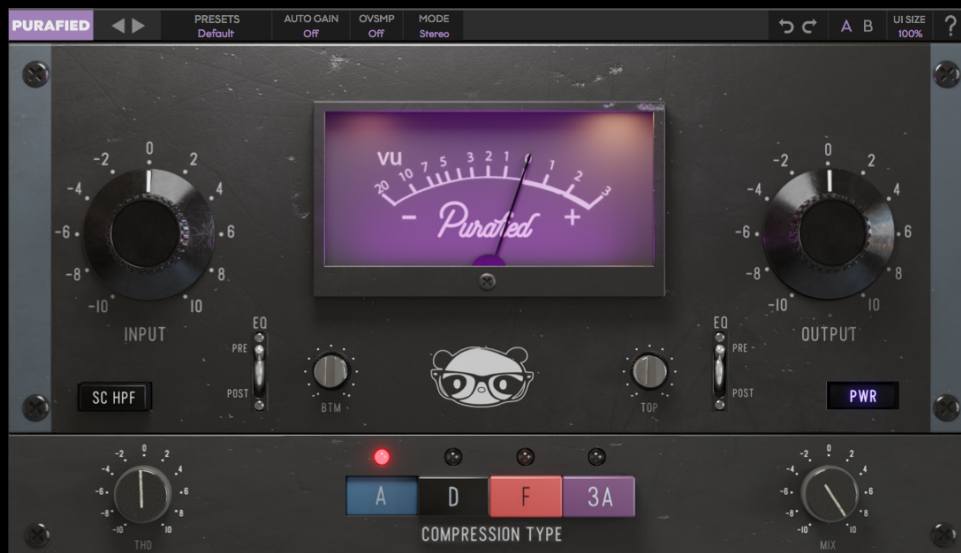 PURAFIED
PRESETS
Default
AUTO GAIN
Off
OVSMP
Off
MODE
Stereo
A B
UI SIZE
100%
?
vu
20 10 7 5 3 2 1 0 1 2 3
- +
Purafied
-10 -8 -6 -4 -2 0 2 4 6 8 10
INPUT
-10 -8 -6 -4 -2 0 2 4 6 8 10
OUTPUT
EQ
PRE
POST
BTM
TOP
EQ
PRE
POST
SC HPF
PWR
-10 -8 -6 -4 -2 0 2 4 6 8 10
THD
A D F 3A
COMPRESSION TYPE
-10 -8 -6 -4 -2 0 2 4 6 8 10
MIX